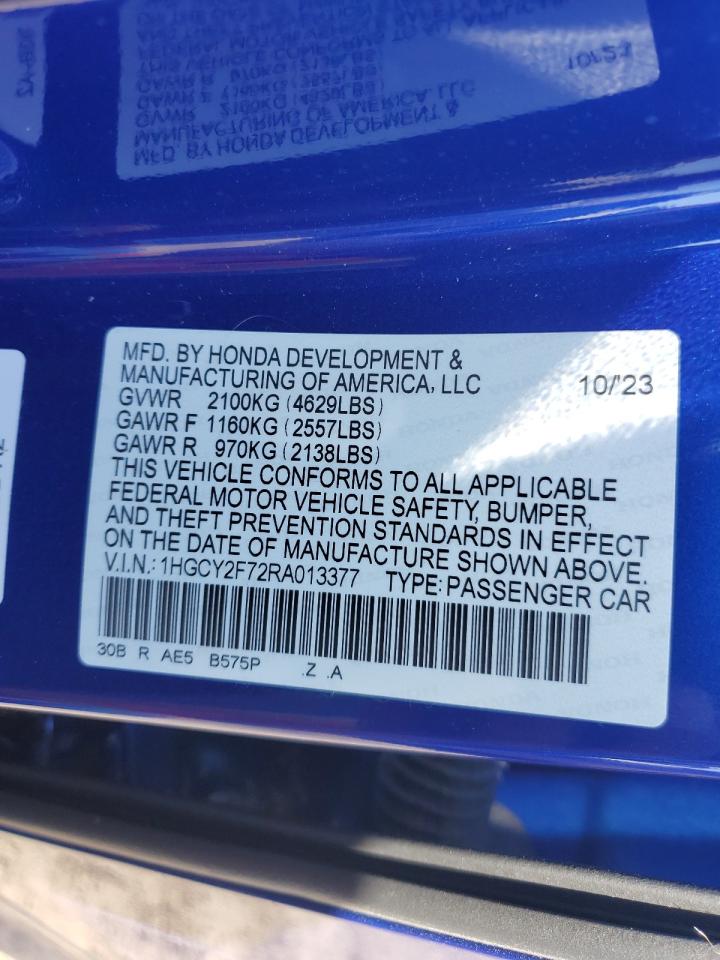 MFD. BY HONDA DEVELOPMENT &
MANUFACTURING OF AMERICA, LLC 10/'23
GVWR 2100KG (4629LBS)
GAWR F 1160KG (2557LBS)
GAWR R 970KG (2138LBS)
THIS VEHICLE CONFORMS TO ALL APPLICABLE
FEDERAL MOTOR VEHICLE SAFETY, BUMPER,
AND THEFT PREVENTION STANDARDS IN EFFECT
ON THE DATE OF MANUFACTURE SHOWN ABOVE.
V.I.N.: 1HGCY2F72RA013377 TYPE: PASSENGER CAR
30B R AE5 B575P .Z .A